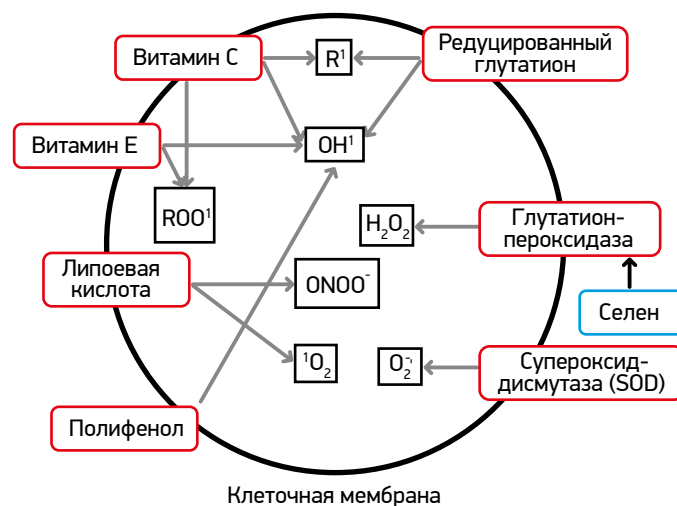 Витамин С
R¹
Редуцированный
глутатион
Витамин Е
OH¹
ROO¹
H₂O₂
Глутатион-
пероксидаза
Липоевая
кислота
ONOO⁻
Селен
¹O₂
O₂⁻·
Супероксид-
дисмутаза (SOD)
Полифенол
Клеточная мембрана